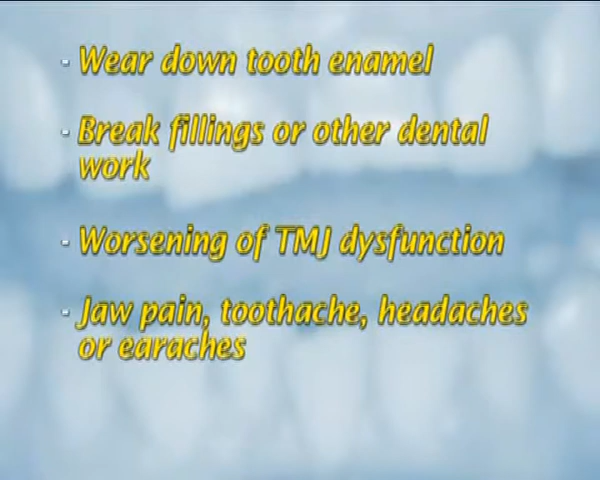 - Wear down tooth enamel
- Break fillings or other dental
work
- Worsening of TMJ dysfunction
- Jaw pain, toothache, headaches
or earaches